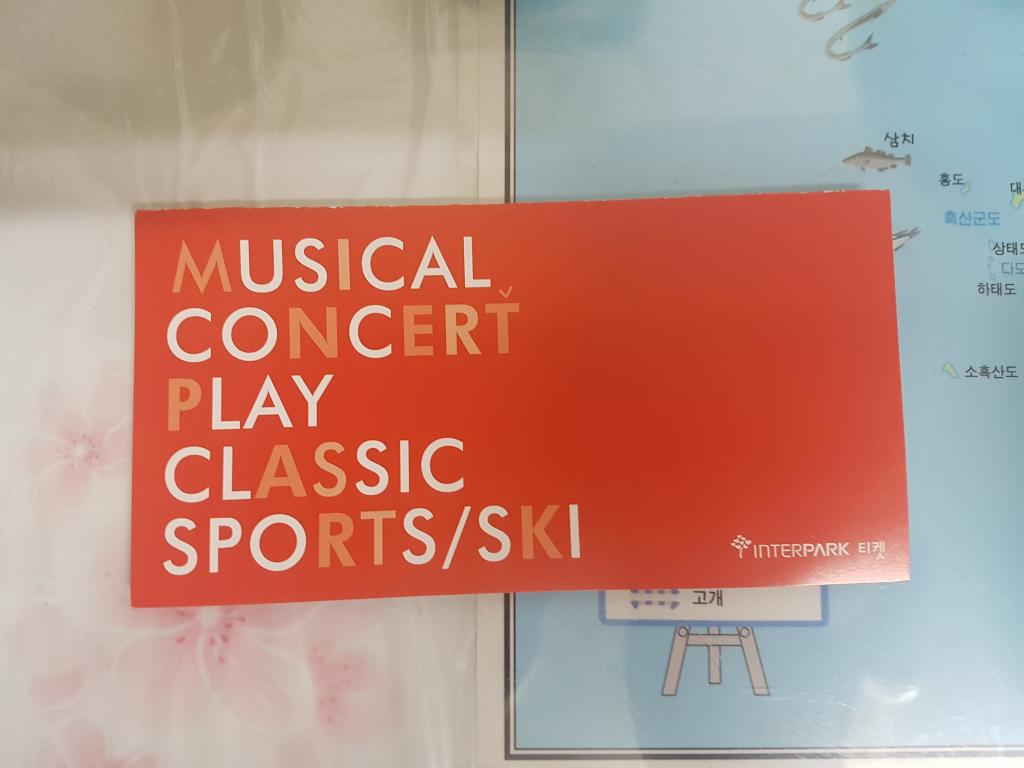 MUSICAL
CONCERT
PLAY
CLASSIC
SPORTS/SKI
INTERPARK 티켓
삼치
홍도
흑산군도
상태도
하태도
소흑산도
고개